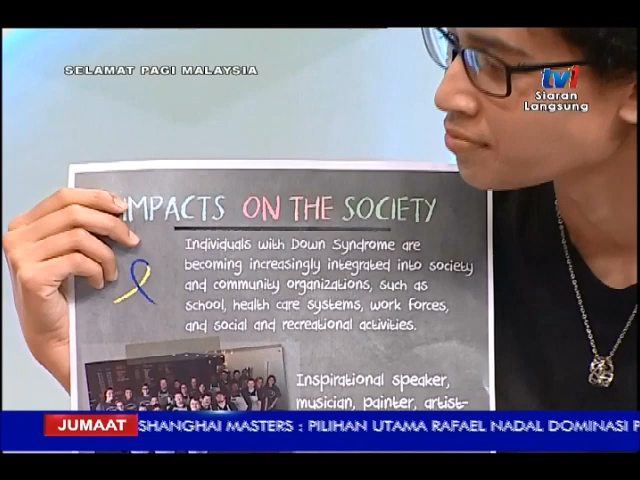 SELAMAT PAGI MALAYSIA
tv1
Siaran
Langsung
IMPACTS ON THE SOCIETY
Individuals with Down Syndrome are
becoming increasingly integrated into society
and community organizations, such as
school, health care systems, work forces,
and social and recreational activities.
Inspirational speaker,
musician, painter, artist-
JUMAAT SHANGHAI MASTERS : PILIHAN UTAMA RAFAEL NADAL DOMINASI P